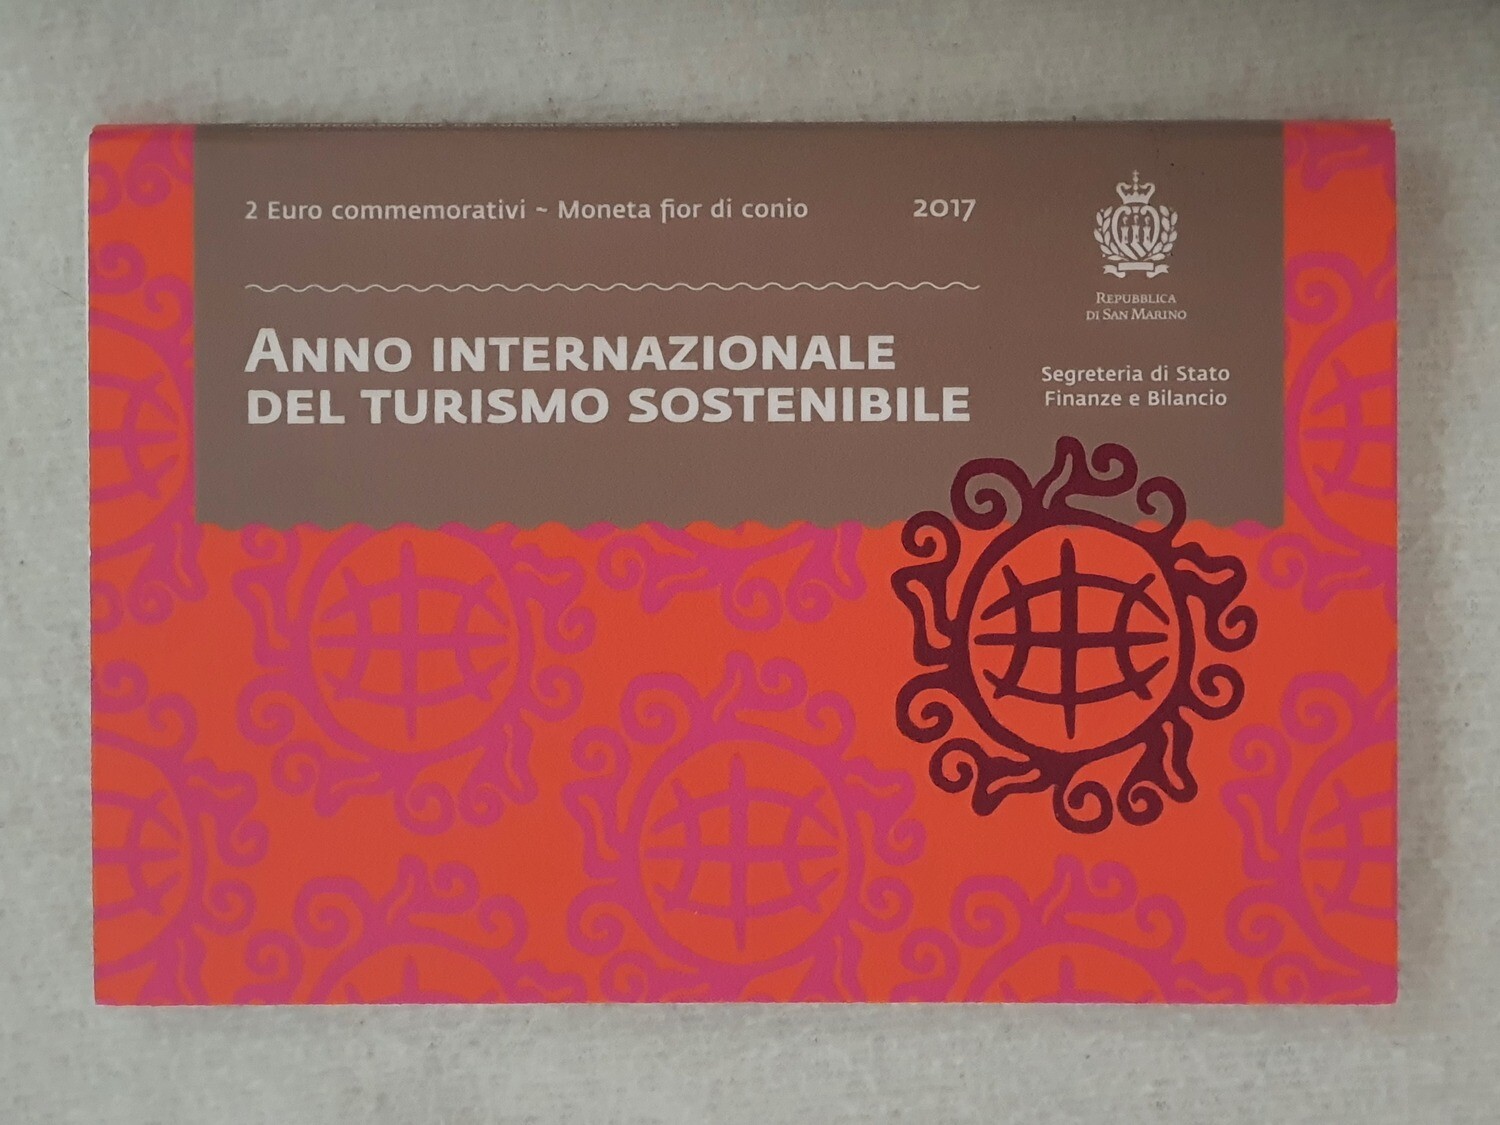 2 Euro commemorativi ~ Moneta fior di conio 2017
ANNO INTERNAZIONALE
DEL TURISMO SOSTENIBILE
REPUBBLICA
DI SAN MARINO
Segreteria di Stato
Finanze e Bilancio